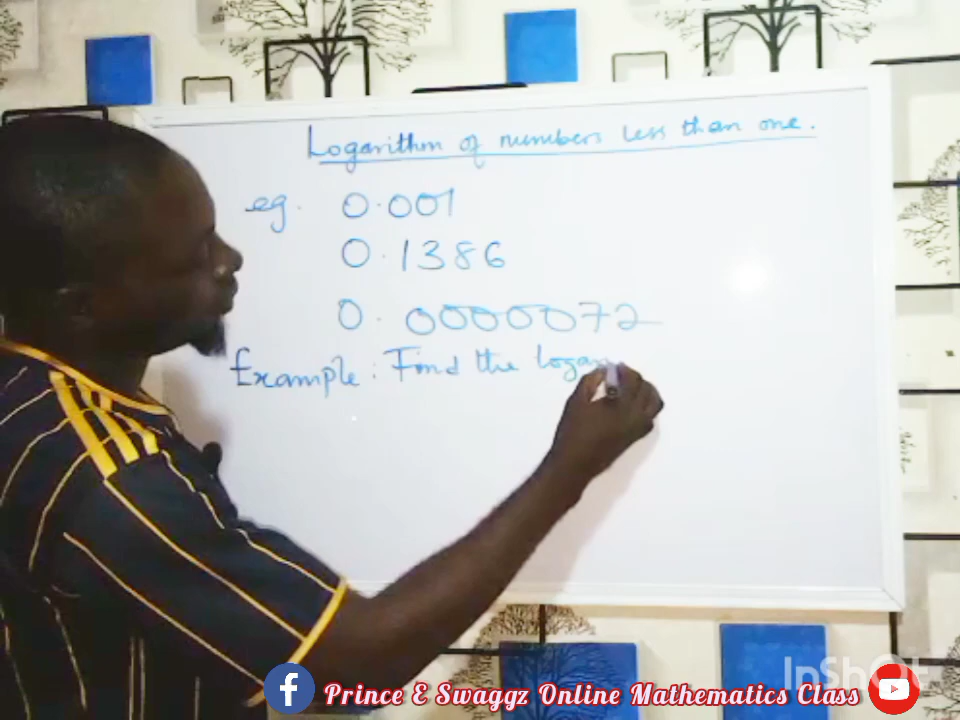 Logarithm of numbers less than one.
eg. 0.001
0.1386
0.0000072
Example: Find the logar
Prince E Swaggz Online Mathematics Class
InShOt